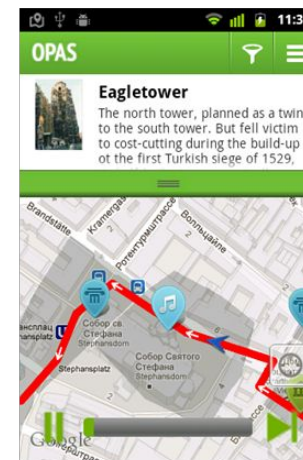 11:3
OPAS
Eagletower
The north tower, planned as a twin
to the south tower. But fell victim
to cost-cutting during the build-up
ot the first Turkish siege of 1529,
Brandstätte
Kramergas
Ротентурмштрассе
Волльцайле
Собор св.
Стефана
Stephansdom
Stephansplatz
Собор Святого
Стефана
Stephansdom
Google